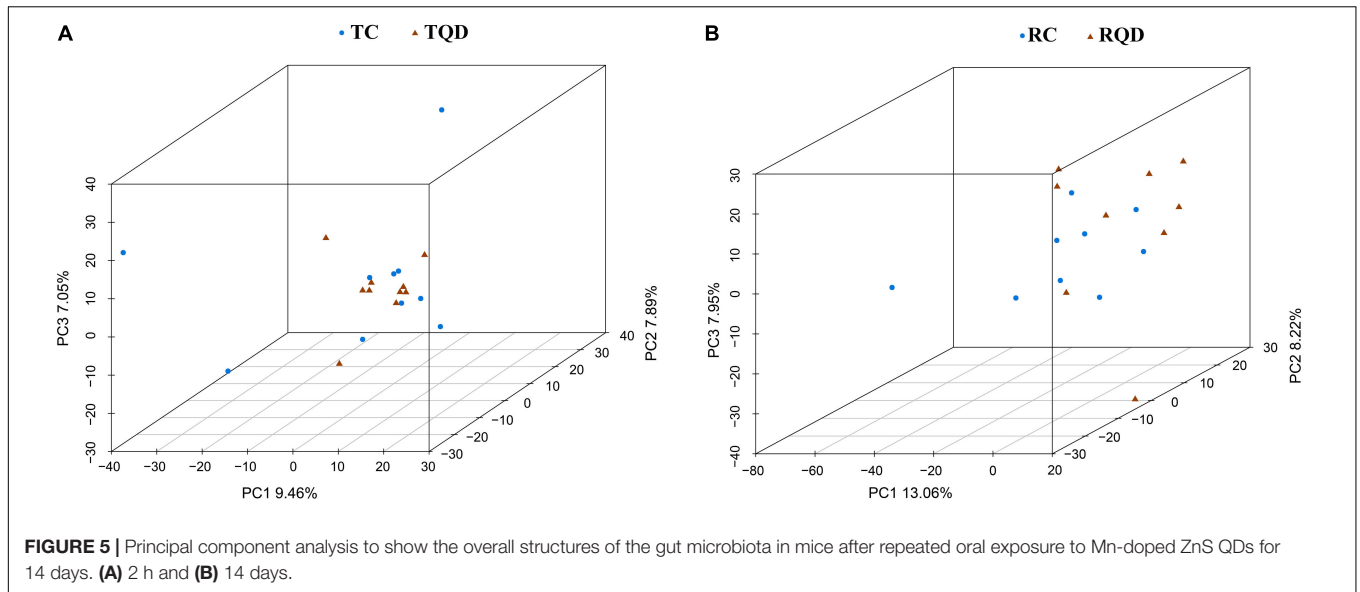 A
TC TQD
40
30
20
10
0
−10
−20
−30
PC3 7.05%
−40 −30 −20 −10 0 10 20 30
PC1 9.46%
−30
−20
−10
0
10
20
30
40
PC2 7.89%
B
RC RQD
30
20
10
0
−10
−20
−30
−40
PC3 7.95%
−80 −60 −40 −20 0 20
PC1 13.06%
−30
−20
−10
0
10
20
30
PC2 8.22%
FIGURE 5 | Principal component analysis to show the overall structures of the gut microbiota in mice after repeated oral exposure to Mn-doped ZnS QDs for
14 days. (A) 2 h and (B) 14 days.